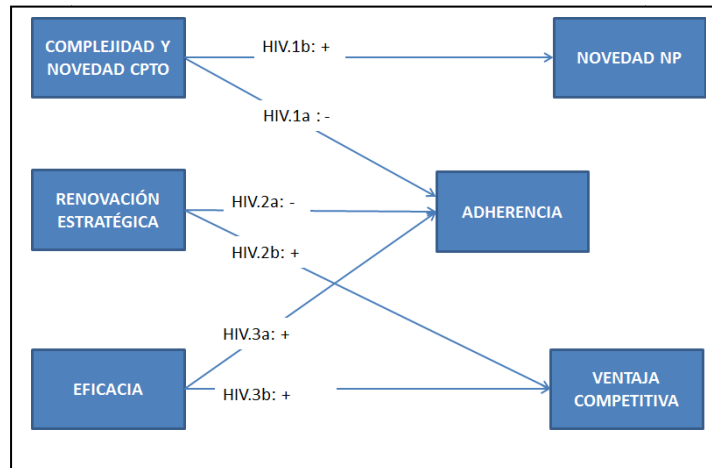 COMPLEJIDAD Y
NOVEDAD CPTO
HIV.1b: +
NOVEDAD NP
HIV.1a : -
RENOVACIÓN
ESTRATÉGICA
HIV.2a: -
ADHERENCIA
HIV.2b: +
HIV.3a: +
EFICACIA
HIV.3b: +
VENTAJA
COMPETITIVA